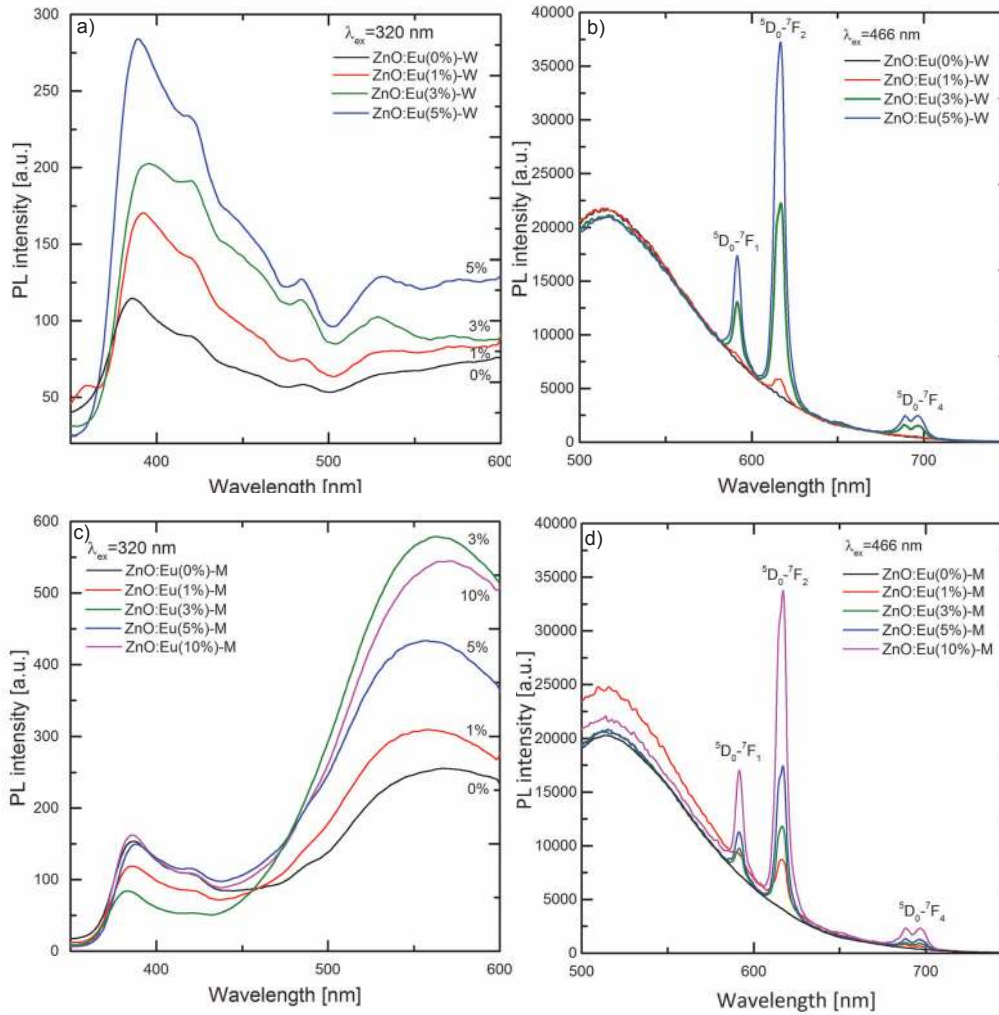 a)
λex=320 nm
ZnO:Eu(0%)-W
ZnO:Eu(1%)-W
ZnO:Eu(3%)-W
ZnO:Eu(5%)-W
5%
3%
1%
0%
PL intensity [a.u.]
300
250
200
150
100
50
400
500
600
Wavelength [nm]
b)
λex=466 nm
ZnO:Eu(0%)-W
ZnO:Eu(1%)-W
ZnO:Eu(3%)-W
ZnO:Eu(5%)-W
⁵D₀-⁷F₂
⁵D₀-⁷F₁
⁵D₀-⁷F₄
PL intensity [a.u.]
40000
35000
30000
25000
20000
15000
10000
5000
0
500
600
700
Wavelength [nm]
c)
λex=320 nm
ZnO:Eu(0%)-M
ZnO:Eu(1%)-M
ZnO:Eu(3%)-M
ZnO:Eu(5%)-M
ZnO:Eu(10%)-M
3%
10%
5%
1%
0%
PL intensity [a.u.]
600
500
400
300
200
100
0
400
500
600
Wavelength [nm]
d)
λex=466 nm
ZnO:Eu(0%)-M
ZnO:Eu(1%)-M
ZnO:Eu(3%)-M
ZnO:Eu(5%)-M
ZnO:Eu(10%)-M
⁵D₀-⁷F₂
⁵D₀-⁷F₁
⁵D₀-⁷F₄
PL intensity [a.u.]
40000
35000
30000
25000
20000
15000
10000
5000
0
500
600
700
Wavelength [nm]